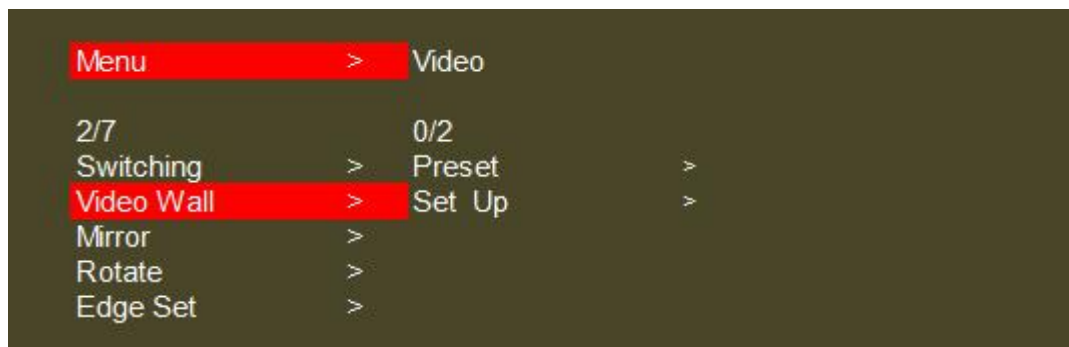 Menu > Video
2/7 0/2
Switching > Preset >
Video Wall > Set Up >
Mirror >
Rotate >
Edge Set >